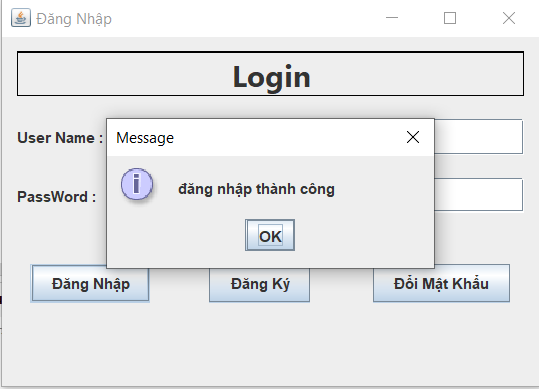 Đăng Nhập
Login
User Name :
Message
đăng nhập thành công
OK
PassWord :
Đăng Nhập
Đăng Ký
Đổi Mật Khẩu